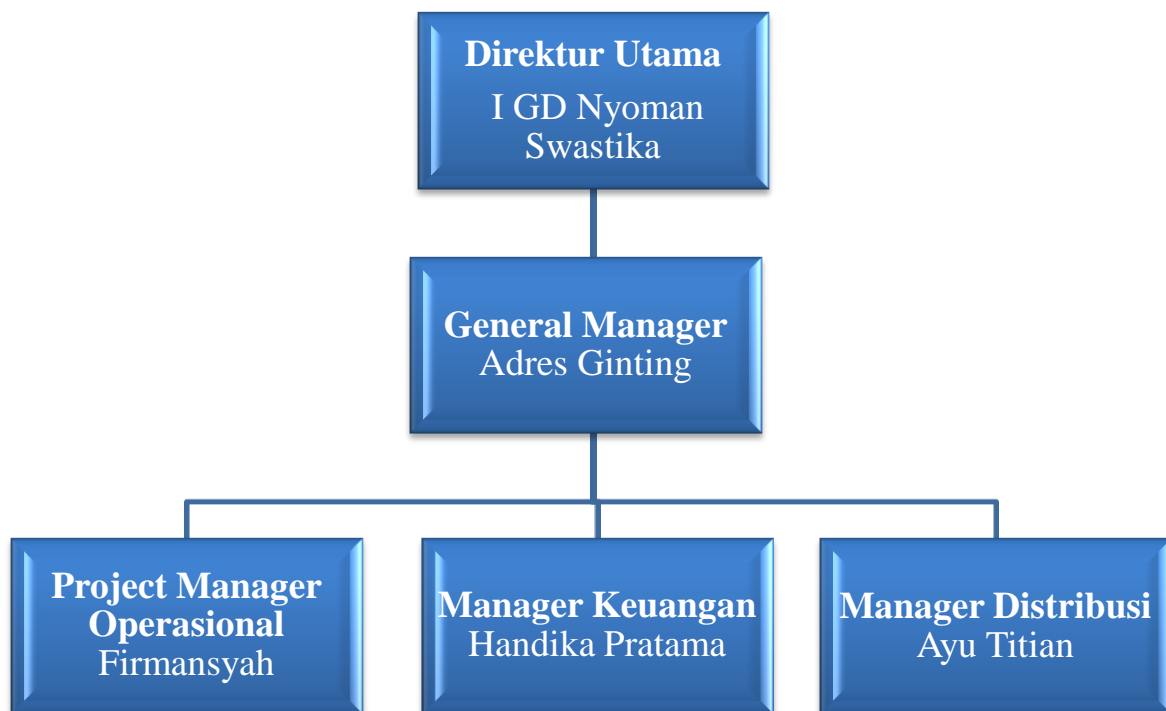 Direktur Utama
I GD Nyoman
Swastika
General Manager
Adres Ginting
Project Manager
Operasional
Firmansyah
Manager Keuangan
Handika Pratama
Manager Distribusi
Ayu Titian